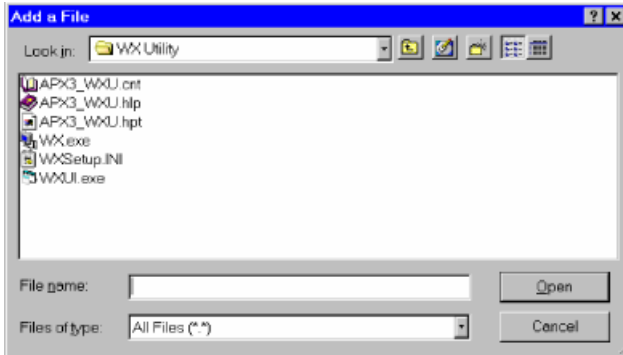 Add a File
Look in: WX Utility
APX3_WXU.cnt
APX3_WXU.hlp
APX3_WXU.hpt
WX.exe
WXSetup.INI
WXUI.exe
File name: Open
Files of type: All Files (*.*) Cancel